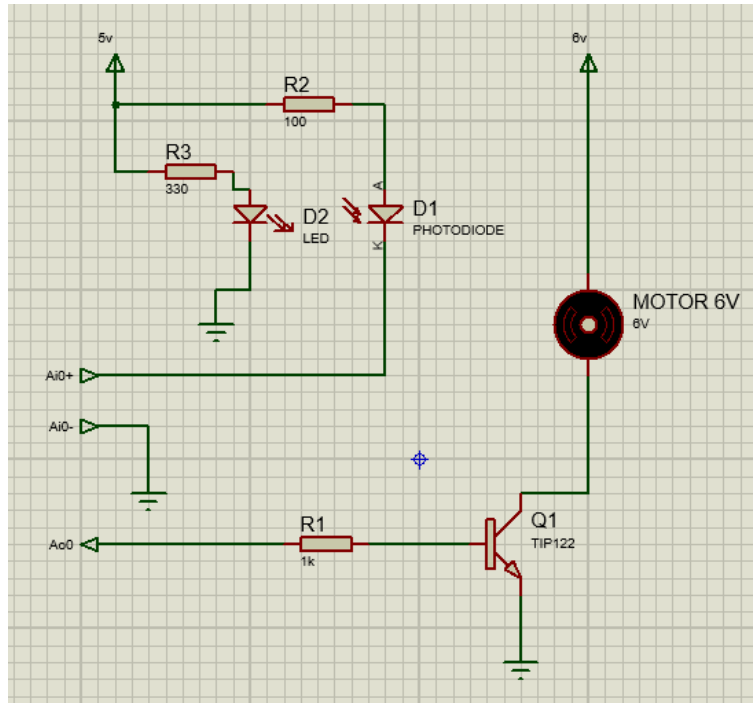 5v
6v
R2
100
R3
330
A
D2
LED
D1
PHOTODIODE
K
MOTOR 6V
6V
Ai0+
Ai0-
Ao0
R1
1k
Q1
TIP122